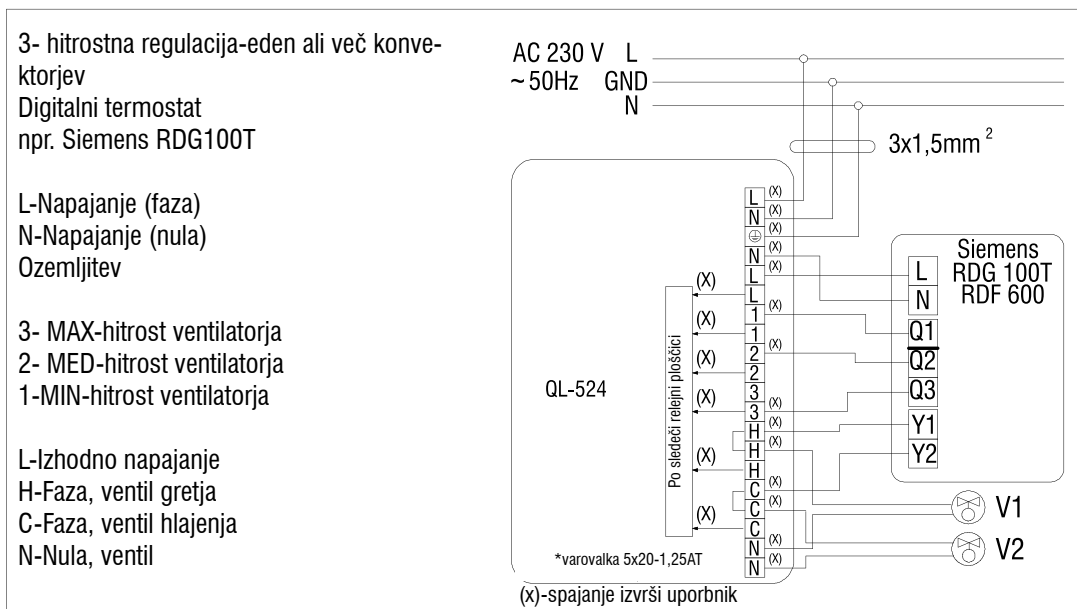 3- hitrostna regulacija-eden ali več konve-
ktorjev
Digitalni termostat
npr. Siemens RDG100T
L-Napajanje (faza)
N-Napajanje (nula)
Ozemljitev
3- MAX-hitrost ventilatorja
2- MED-hitrost ventilatorja
1-MIN-hitrost ventilatorja
L-Izhodno napajanje
H-Faza, ventil gretja
C-Faza, ventil hlajenja
N-Nula, ventil
AC 230 V L
~ 50Hz GND
N
3x1,5mm²
L (X)
N (X)
(X)
N (X)
L (X)
L
1 (X)
1
2 (X)
2
3
3 (X)
H (X)
H (X)
H
C (X)
C (X)
C
N (X)
N (X)
(X)
(X)
(X)
(X)
(X)
(X)
Po sledeči relejni ploščici
QL-524
*varovalka 5x20-1,25AT
Siemens
RDG 100T
RDF 600
L
N
Q1
Q2
Q3
Y1
Y2
V1
V2
(x)-spajanje izvrši uporbnik